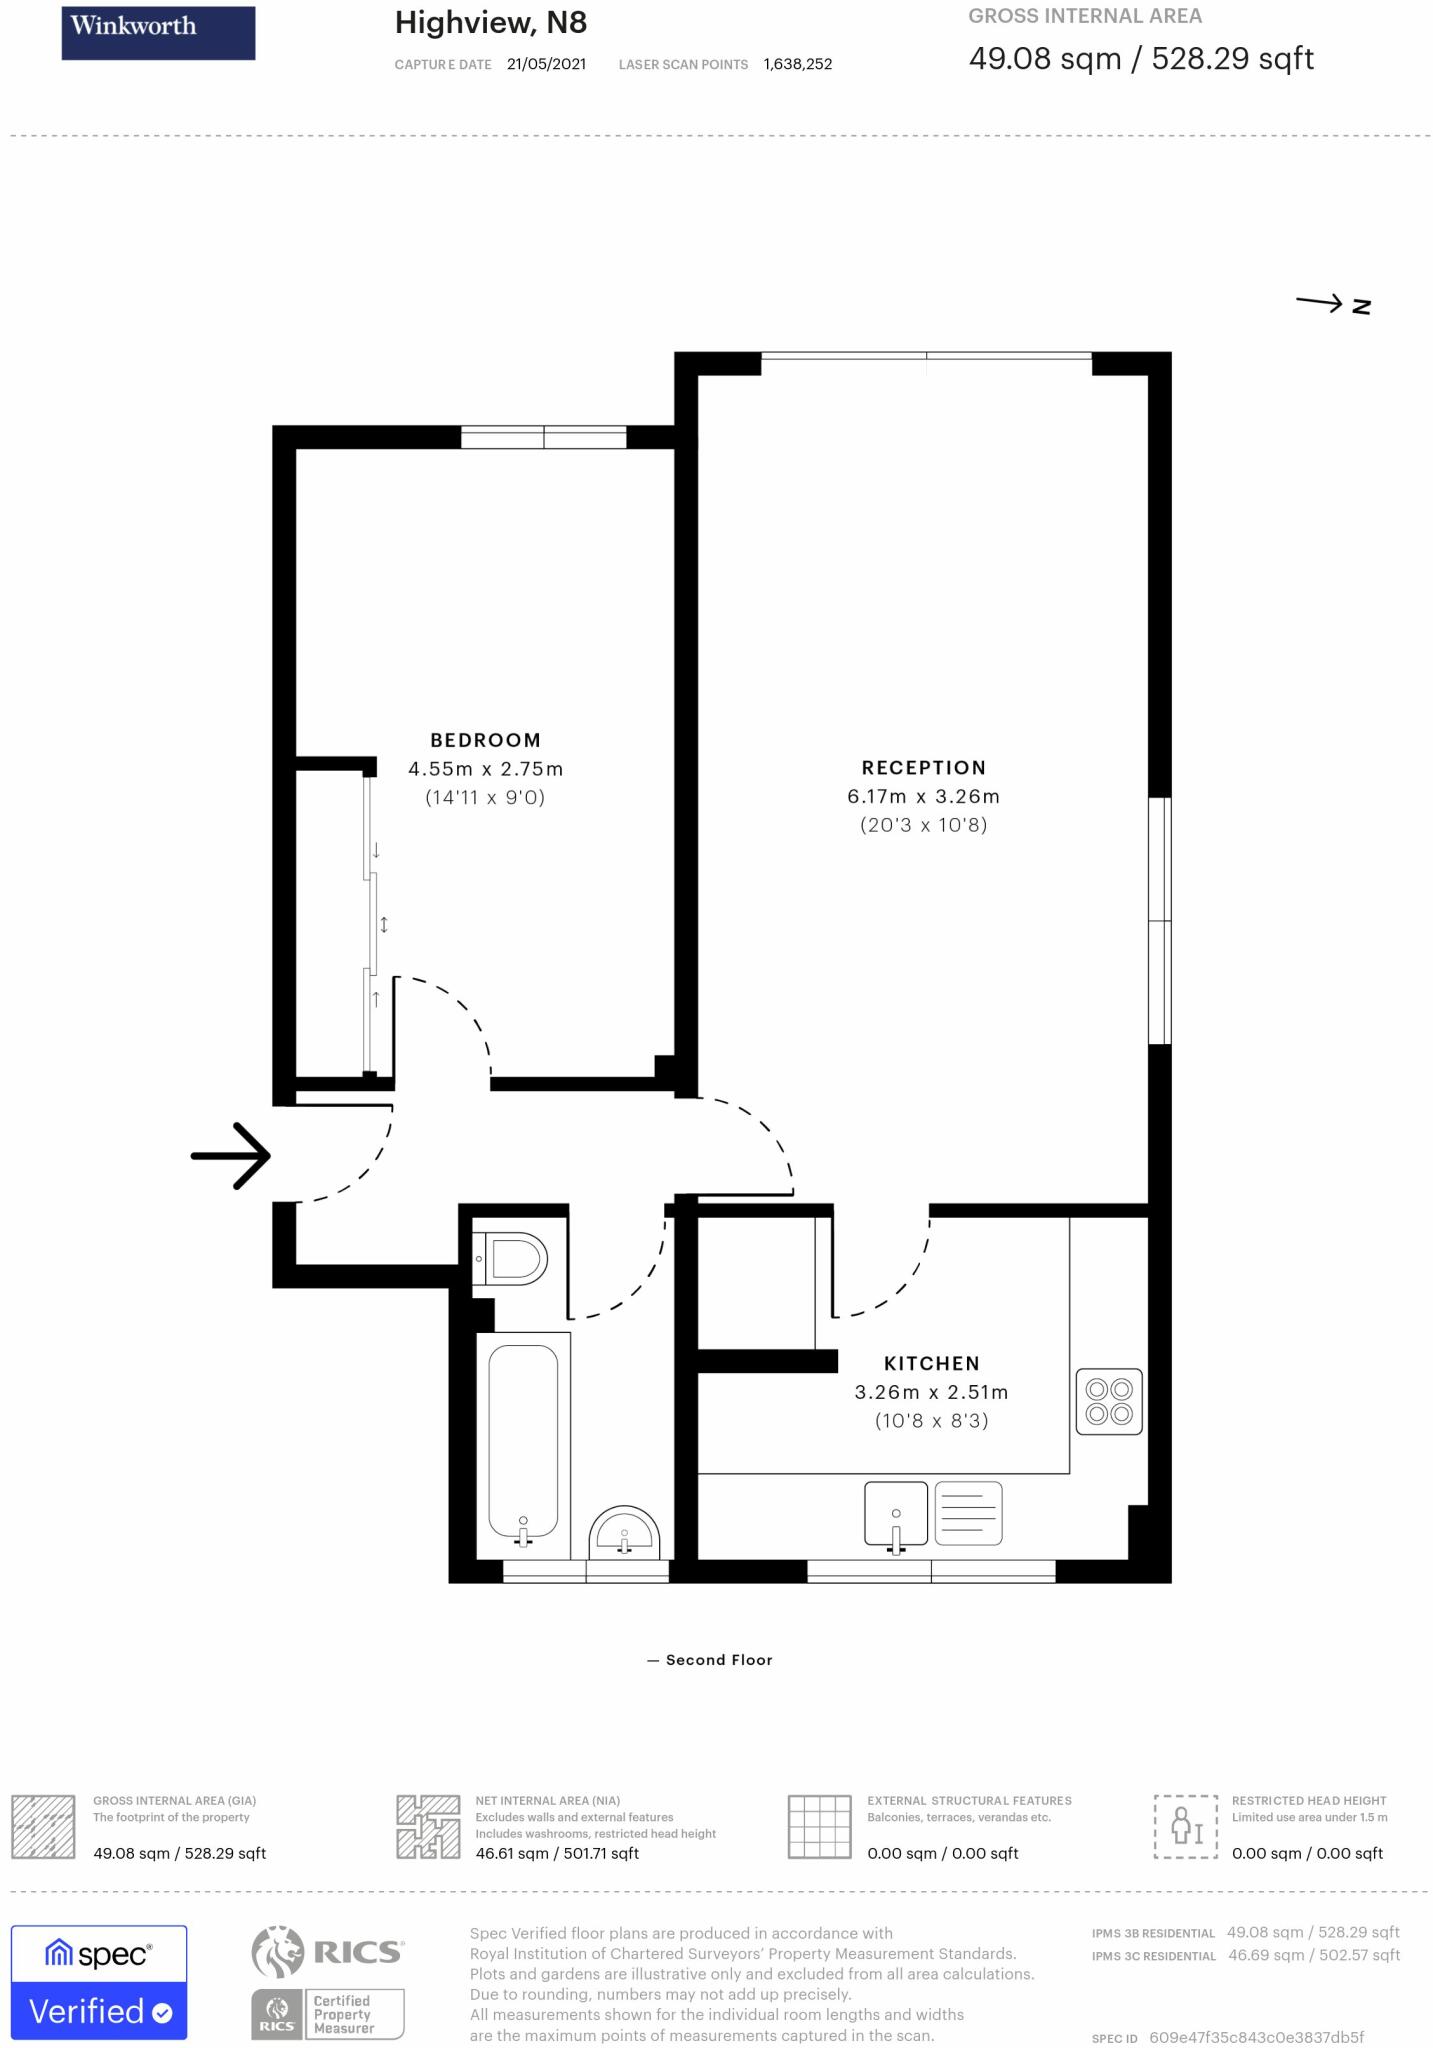 Winkworth
Highview, N8
CAPTURE DATE 21/05/2021 LASER SCAN POINTS 1,638,252
GROSS INTERNAL AREA
49.08 sqm / 528.29 sqft
N
BEDROOM
4.55m x 2.75m
(14'11 x 9'0)
RECEPTION
6.17m x 3.26m
(20'3 x 10'8)
KITCHEN
3.26m x 2.51m
(10'8 x 8'3)
— Second Floor
GROSS INTERNAL AREA (GIA)
The footprint of the property
49.08 sqm / 528.29 sqft
NET INTERNAL AREA (NIA)
Excludes walls and external features
Includes washrooms, restricted head height
46.61 sqm / 501.71 sqft
EXTERNAL STRUCTURAL FEATURES
Balconies, terraces, verandas etc.
0.00 sqm / 0.00 sqft
RESTRICTED HEAD HEIGHT
Limited use area under 1.5 m
0.00 sqm / 0.00 sqft
spec®
Verified
RICS®
RICS
Certified
Property
Measurer
Spec Verified floor plans are produced in accordance with
Royal Institution of Chartered Surveyors’ Property Measurement Standards.
Plots and gardens are illustrative only and excluded from all area calculations.
Due to rounding, numbers may not add up precisely.
All measurements shown for the individual room lengths and widths
are the maximum points of measurements captured in the scan.
IPMS 3B RESIDENTIAL 49.08 sqm / 528.29 sqft
IPMS 3C RESIDENTIAL 46.69 sqm / 502.57 sqft
SPEC ID 609e47f35c843c0e3837db5f